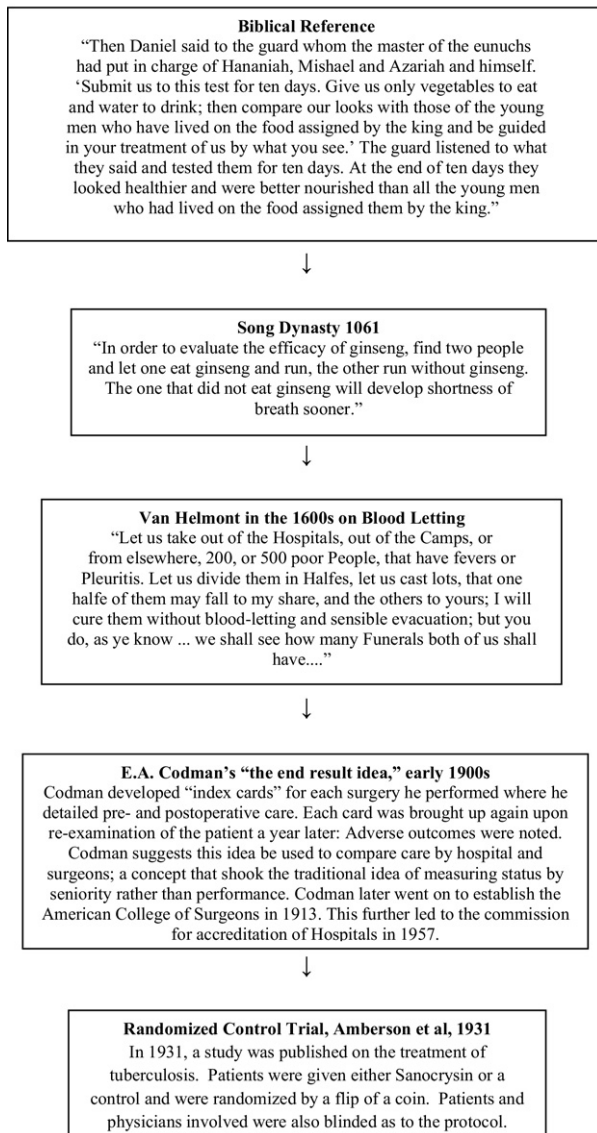 Biblical Reference
“Then Daniel said to the guard whom the master of the eunuchs
had put in charge of Hananiah, Mishael and Azariah and himself.
‘Submit us to this test for ten days. Give us only vegetables to eat
and water to drink; then compare our looks with those of the young
men who have lived on the food assigned by the king and be guided
in your treatment of us by what you see.’ The guard listened to what
they said and tested them for ten days. At the end of ten days they
looked healthier and were better nourished than all the young men
who had lived on the food assigned them by the king.”
↓
Song Dynasty 1061
“In order to evaluate the efficacy of ginseng, find two people
and let one eat ginseng and run, the other run without ginseng.
The one that did not eat ginseng will develop shortness of
breath sooner.”
↓
Van Helmont in the 1600s on Blood Letting
“Let us take out of the Hospitals, out of the Camps, or
from elsewhere, 200, or 500 poor People, that have fevers or
Pleuritis. Let us divide them in Halfes, let us cast lots, that one
halfe of them may fall to my share, and the others to yours; I will
cure them without blood-letting and sensible evacuation; but you
do, as ye know ... we shall see how many Funerals both of us shall
have....”
↓
E.A. Codman’s “the end result idea,” early 1900s
Codman developed “index cards” for each surgery he performed where he
detailed pre- and postoperative care. Each card was brought up again upon
re-examination of the patient a year later: Adverse outcomes were noted.
Codman suggests this idea be used to compare care by hospital and
surgeons; a concept that shook the traditional idea of measuring status by
seniority rather than performance. Codman later went on to establish the
American College of Surgeons in 1913. This further led to the commission
for accreditation of Hospitals in 1957.
↓
Randomized Control Trial, Amberson et al, 1931
In 1931, a study was published on the treatment of
tuberculosis. Patients were given either Sanocrysin or a
control and were randomized by a flip of a coin. Patients and
physicians involved were also blinded as to the protocol.